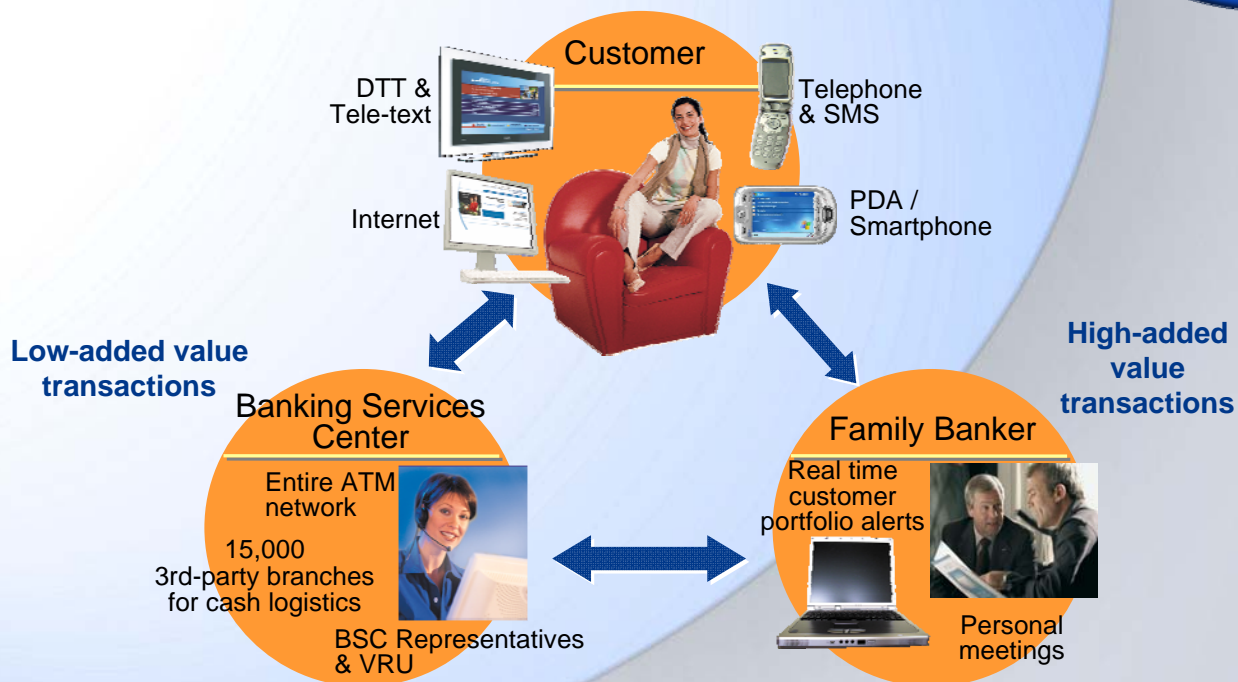 Customer
DTT &
Tele-text
Telephone
& SMS
Internet
PDA /
Smartphone
Low-added value
transactions
High-added
value
transactions
Banking Services
Center
Entire ATM
network
15,000
3rd-party branches
for cash logistics
BSC Representatives
& VRU
Family Banker
Real time
customer
portfolio alerts
Personal
meetings